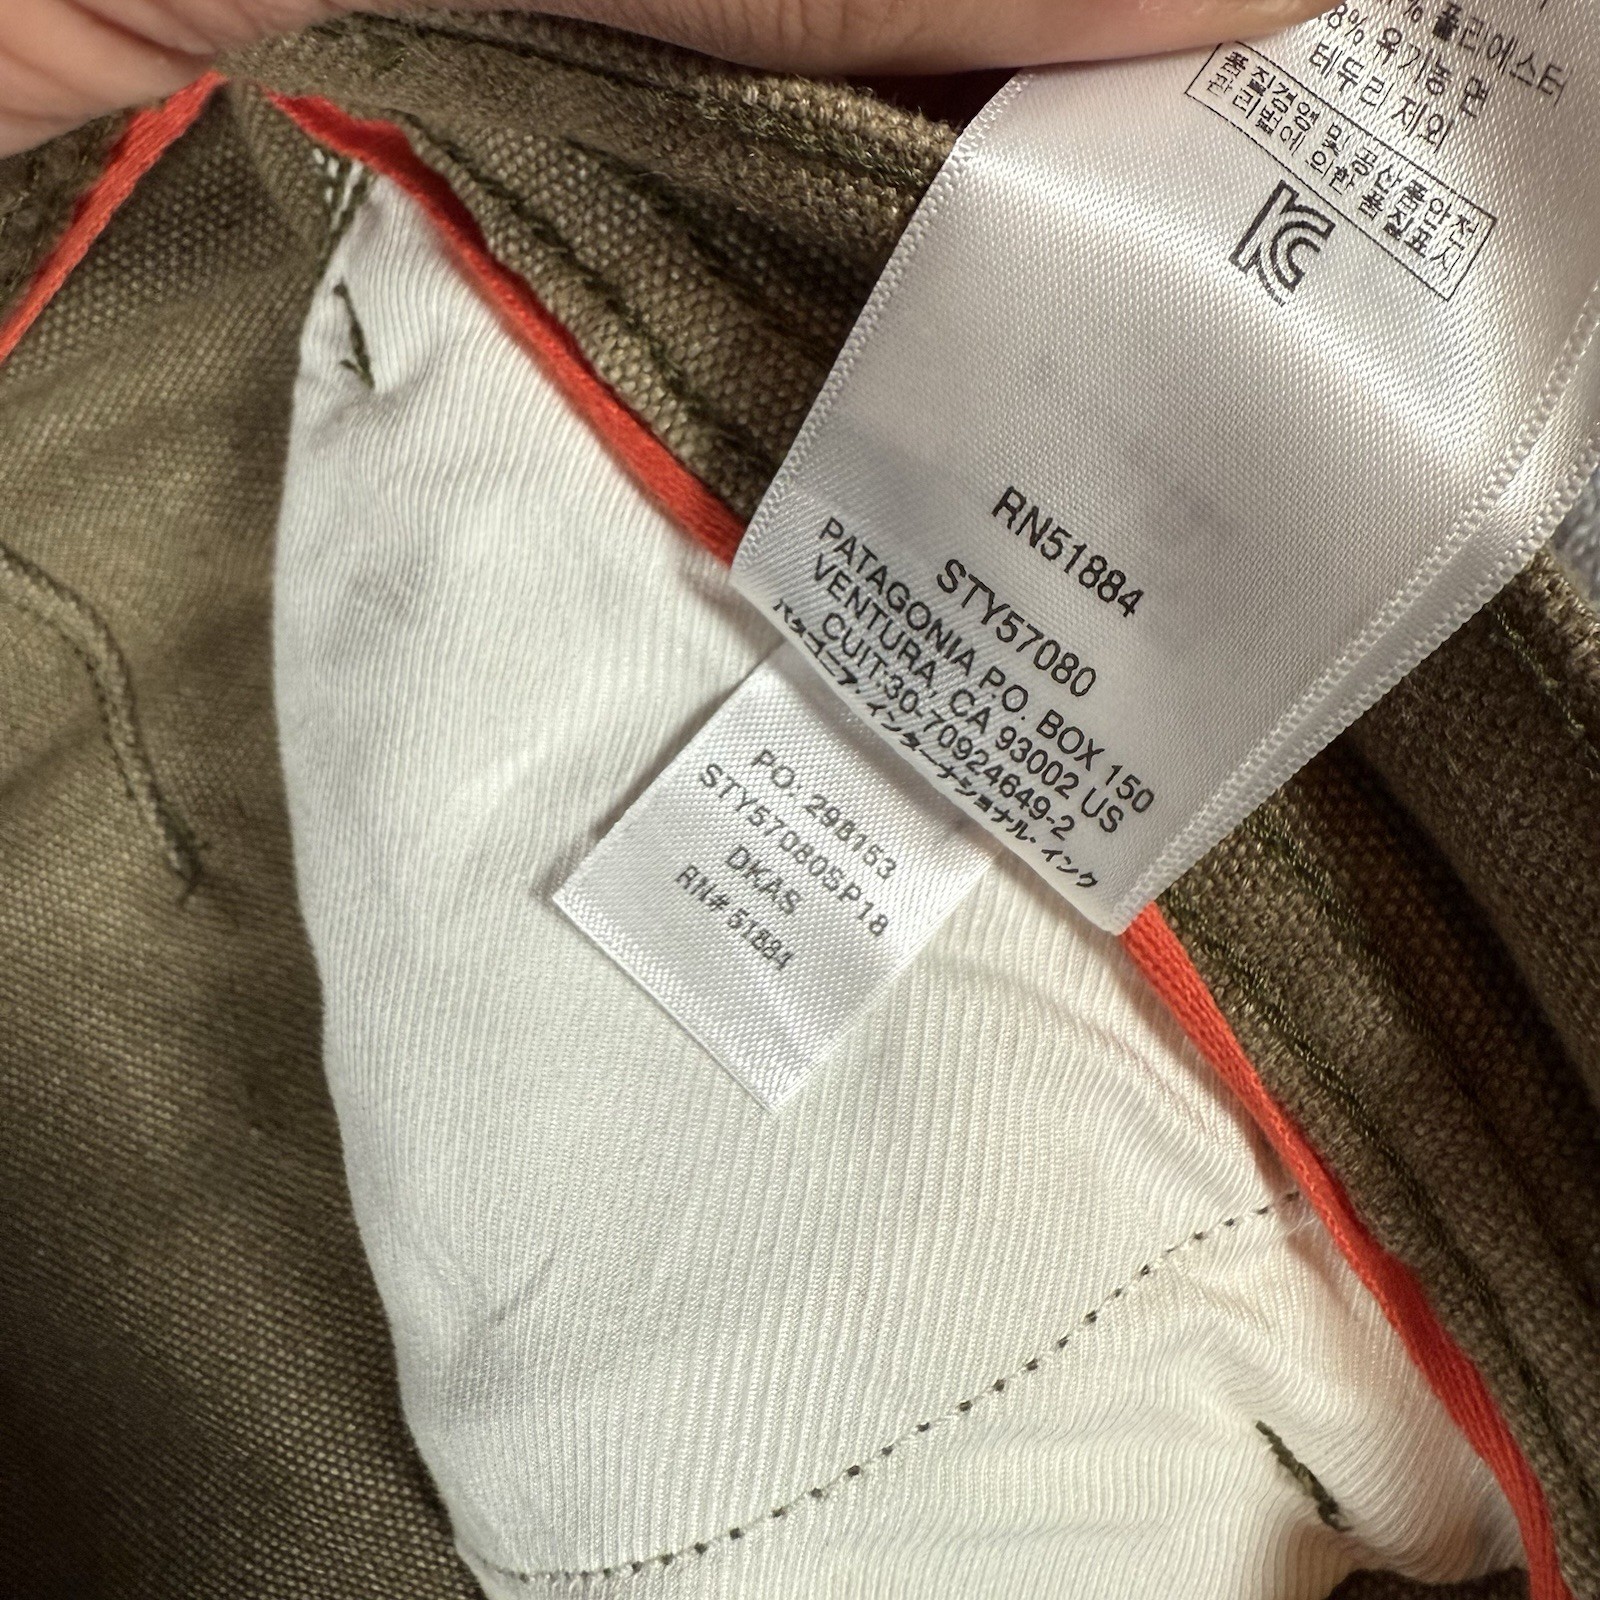 % 폴리에스터
8% 유기농 면
테두리 제외
품질경영 및 공산품안전
관리법에 의한 품질표시
RN51884
STY57080
PATAGONIA P.O. BOX 150
VENTURA, CA 93002 US
CUIT:30-70924649-2
パタゴニア・インターナショナル・インク
PO: 298153
STY57080SP18
DKAS
RN# 51884